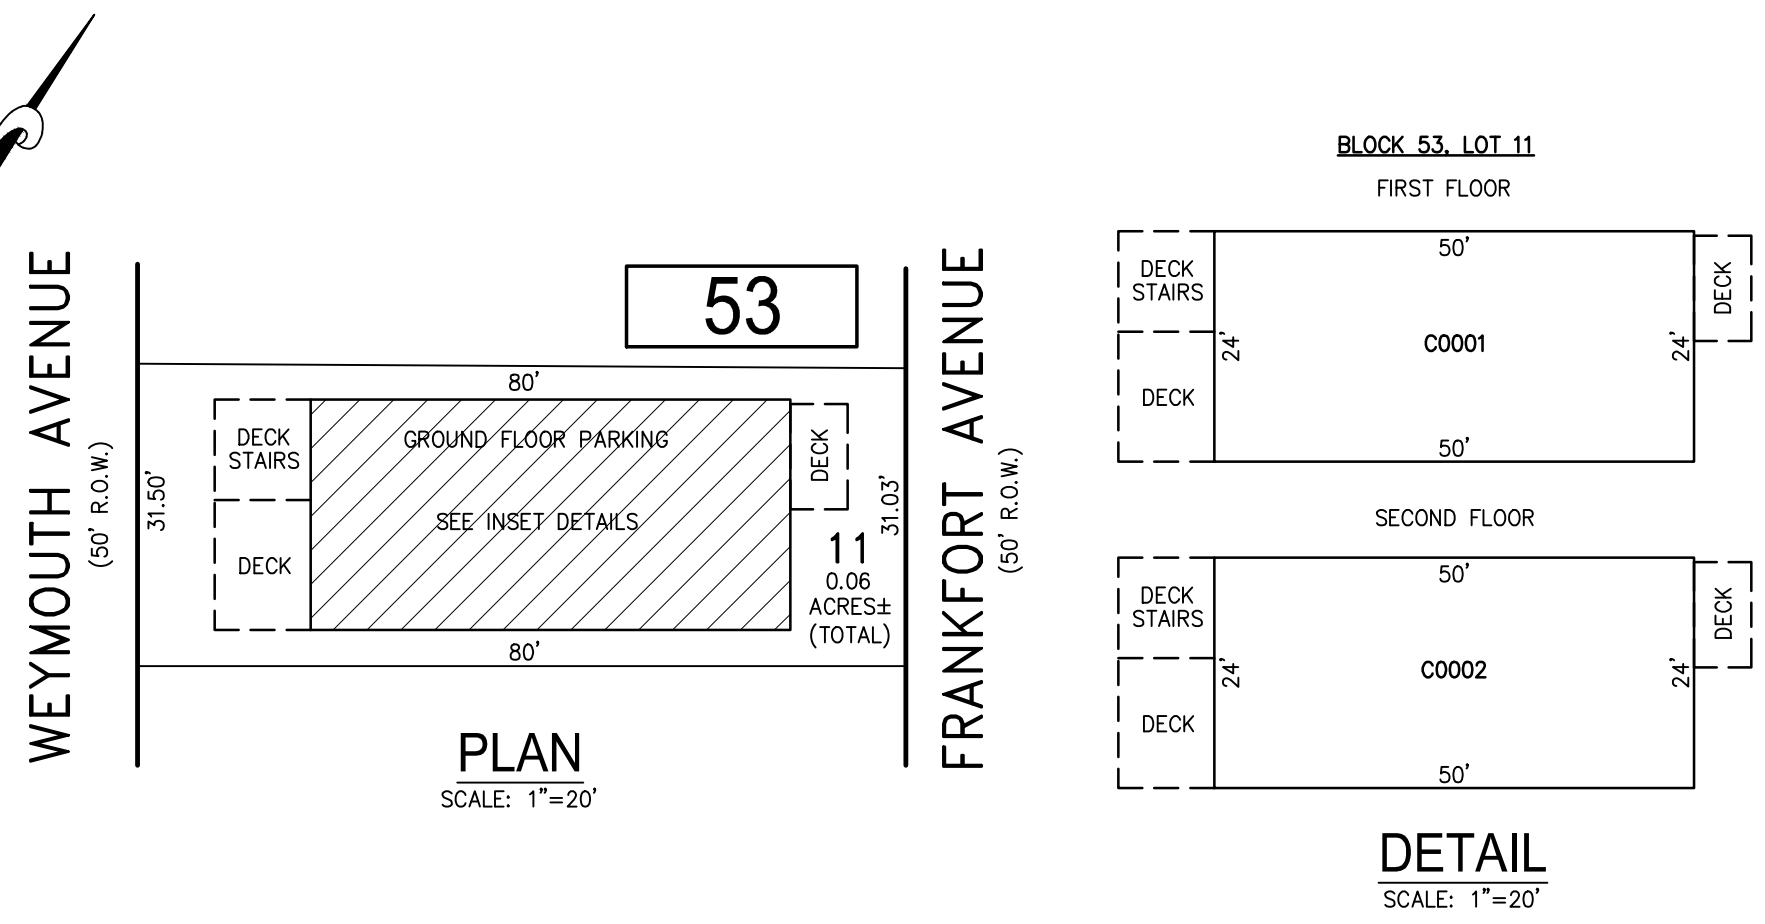 WEYMOUTH AVENUE
(50' R.O.W.)
53
80'
31.50'
DECK
STAIRS
DECK
GROUND FLOOR PARKING
SEE INSET DETAILS
DECK
31.03'
11
0.06
ACRES±
(TOTAL)
80'
FRANKFORT AVENUE
(50' R.O.W.)
PLAN
SCALE: 1"=20'
BLOCK 53, LOT 11
FIRST FLOOR
50'
DECK
STAIRS
DECK
24'
C0001
24'
DECK
50'
SECOND FLOOR
50'
DECK
STAIRS
DECK
24'
C0002
24'
DECK
50'
DETAIL
SCALE: 1"=20'